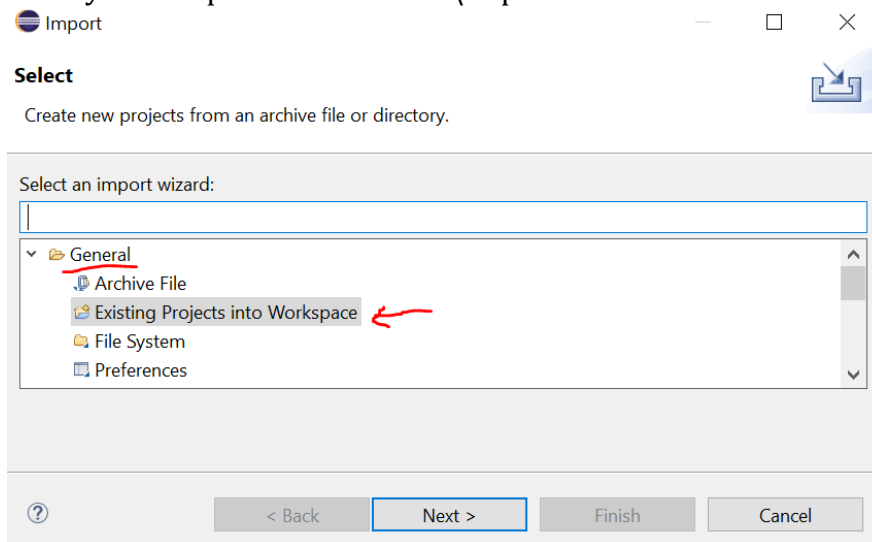 Import
Select
Create new projects from an archive file or directory.
Select an import wizard:
General
Archive File
Existing Projects into Workspace
File System
Preferences
< Back Next > Finish Cancel